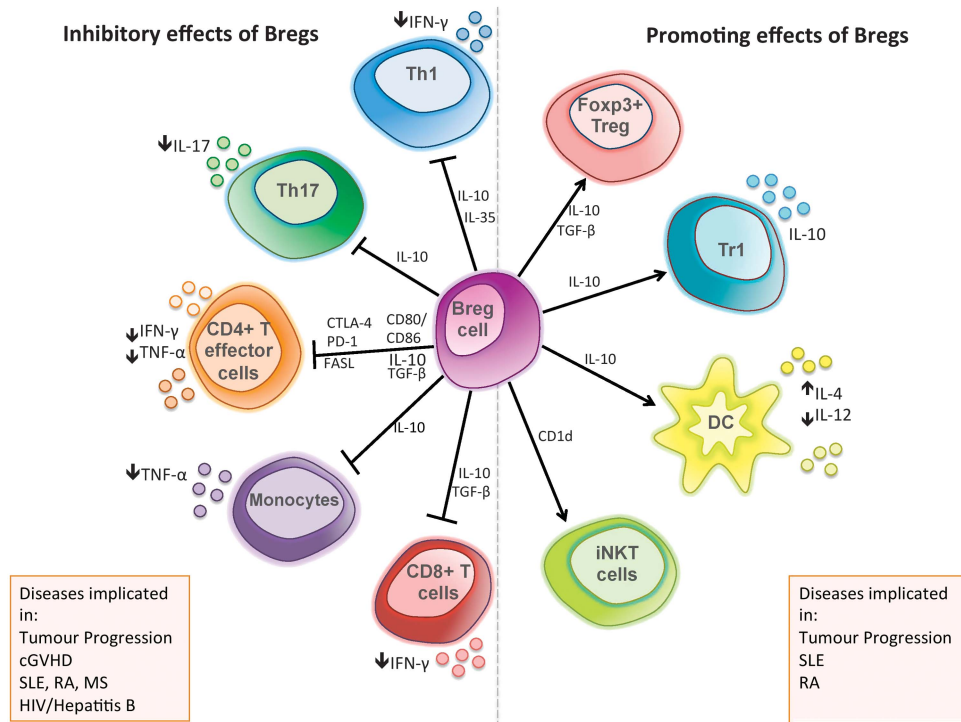 Inhibitory effects of Bregs
Promoting effects of Bregs
↓IFN-γ
Th1
IL-10
IL-35
↓IL-17
Th17
IL-10
↓IFN-γ
↓TNF-α
CD4+ T
effector
cells
CTLA-4
PD-1
FASL
CD80/
CD86
IL-10
TGF-β
↓TNF-α
Monocytes
IL-10
CD8+ T
cells
↓IFN-γ
IL-10
TGF-β
Breg
cell
Foxp3+
Treg
IL-10
TGF-β
Tr1
IL-10
IL-10
DC
IL-10
↑IL-4
↓IL-12
iNKT
cells
CD1d
Diseases implicated
in:
Tumour Progression
cGVHD
SLE, RA, MS
HIV/Hepatitis B
Diseases implicated
in:
Tumour Progression
SLE
RA